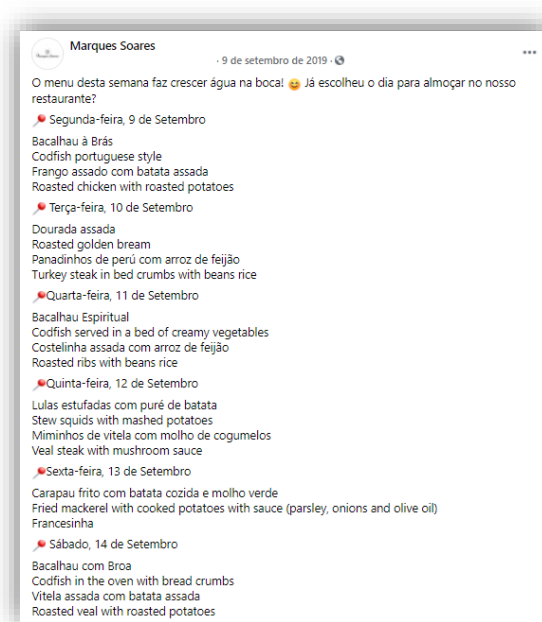 Marques Soares
· 9 de setembro de 2019 ·
O menu desta semana faz crescer água na boca! 😊 Já escolheu o dia para almoçar no nosso
restaurante?
📍 Segunda-feira, 9 de Setembro
Bacalhau à Brás
Codfish portuguese style
Frango assado com batata assada
Roasted chicken with roasted potatoes
📍 Terça-feira, 10 de Setembro
Dourada assada
Roasted golden bream
Panadinhos de perú com arroz de feijão
Turkey steak in bed crumbs with beans rice
📍Quarta-feira, 11 de Setembro
Bacalhau Espiritual
Codfish served in a bed of creamy vegetables
Costelinha assada com arroz de feijão
Roasted ribs with beans rice
📍Quinta-feira, 12 de Setembro
Lulas estufadas com puré de batata
Stew squids with mashed potatoes
Miminhos de vitela com molho de cogumelos
Veal steak with mushroom sauce
📍Sexta-feira, 13 de Setembro
Carapau frito com batata cozida e molho verde
Fried mackerel with cooked potatoes with sauce (parsley, onions and olive oil)
Francesinha
📍 Sábado, 14 de Setembro
Bacalhau com Broa
Codfish in the oven with bread crumbs
Vitela assada com batata assada
Roasted veal with roasted potatoes